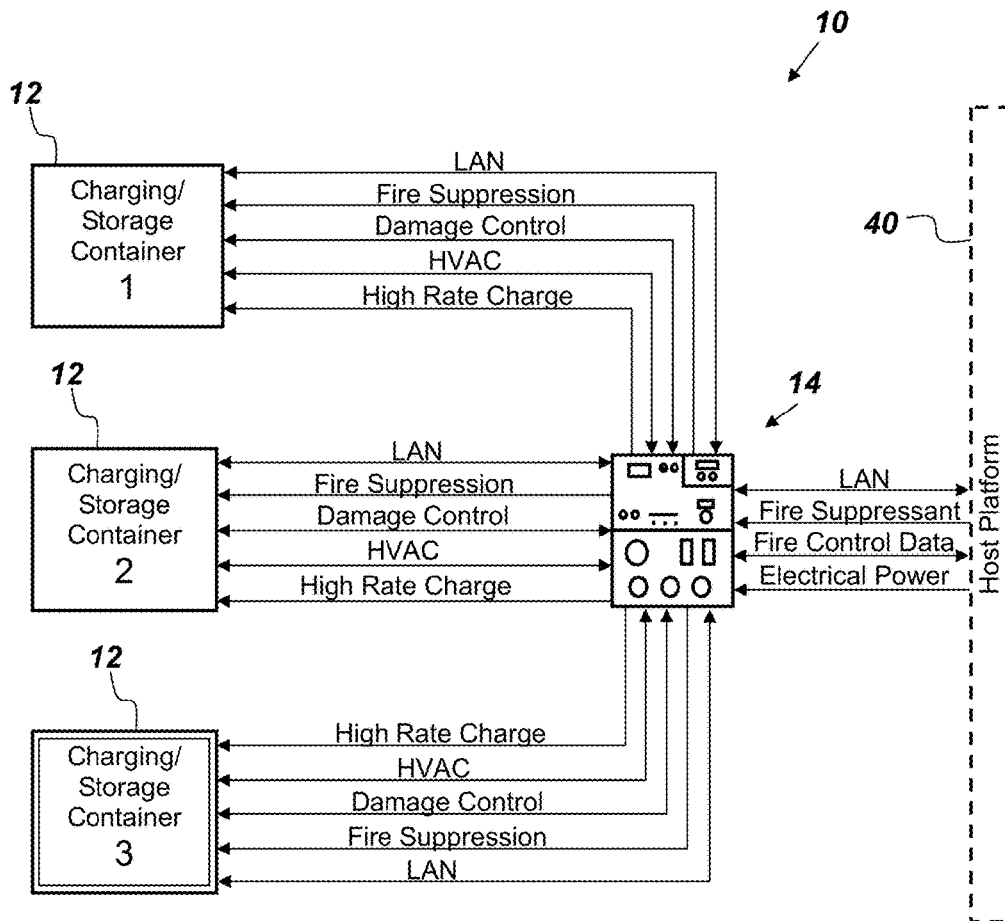 10
12
Charging/
Storage
Container
1
LAN
Fire Suppression
Damage Control
HVAC
High Rate Charge
40
12
Charging/
Storage
Container
2
LAN
Fire Suppression
Damage Control
HVAC
High Rate Charge
14
LAN
Fire Suppressant
Fire Control Data
Electrical Power
Host Platform
12
Charging/
Storage
Container
3
High Rate Charge
HVAC
Damage Control
Fire Suppression
LAN